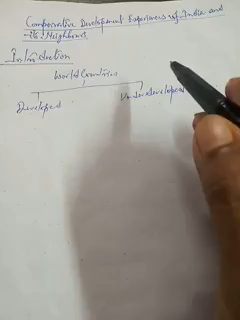 Comparative Development Experiences of India and
its Neighbours
Introduction
World Countries
Developed Underdeveloped